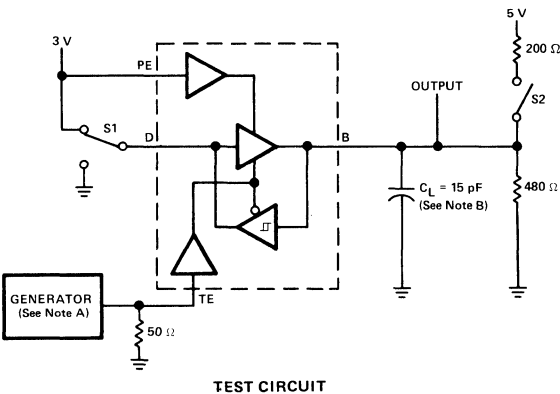 5 V
3 V
200 Ω
PE
OUTPUT
S2
S1
D
B
C_L = 15 pF
(See Note B)
480 Ω
GENERATOR
(See Note A)
TE
50 Ω
TEST CIRCUIT